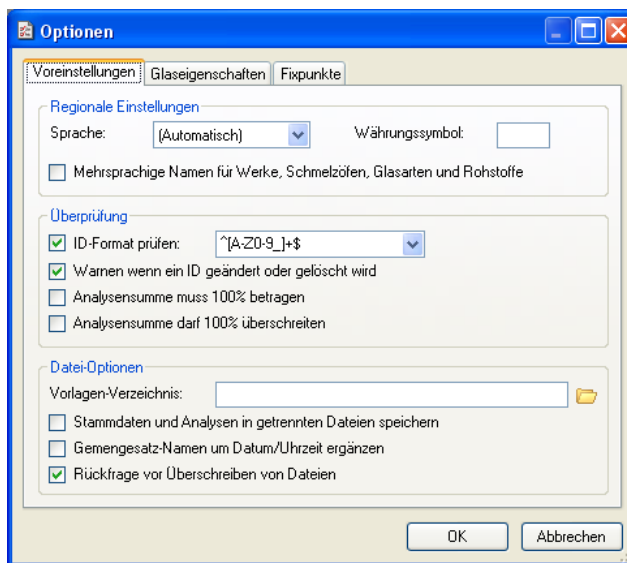 Optionen
Voreinstellungen Glaseigenschaften Fixpunkte
Regionale Einstellungen
Sprache: (Automatisch) Währungssymbol:
Mehrsprachige Namen für Werke, Schmelzöfen, Glasarten und Rohstoffe
Überprüfung
ID-Format prüfen: ^[A-Z0-9_]+$
Warnen wenn ein ID geändert oder gelöscht wird
Analysensumme muss 100% betragen
Analysensumme darf 100% überschreiten
Datei-Optionen
Vorlagen-Verzeichnis:
Stammdaten und Analysen in getrennten Dateien speichern
Gemengesatz-Namen um Datum/Uhrzeit ergänzen
Rückfrage vor Überschreiben von Dateien
OK Abbrechen